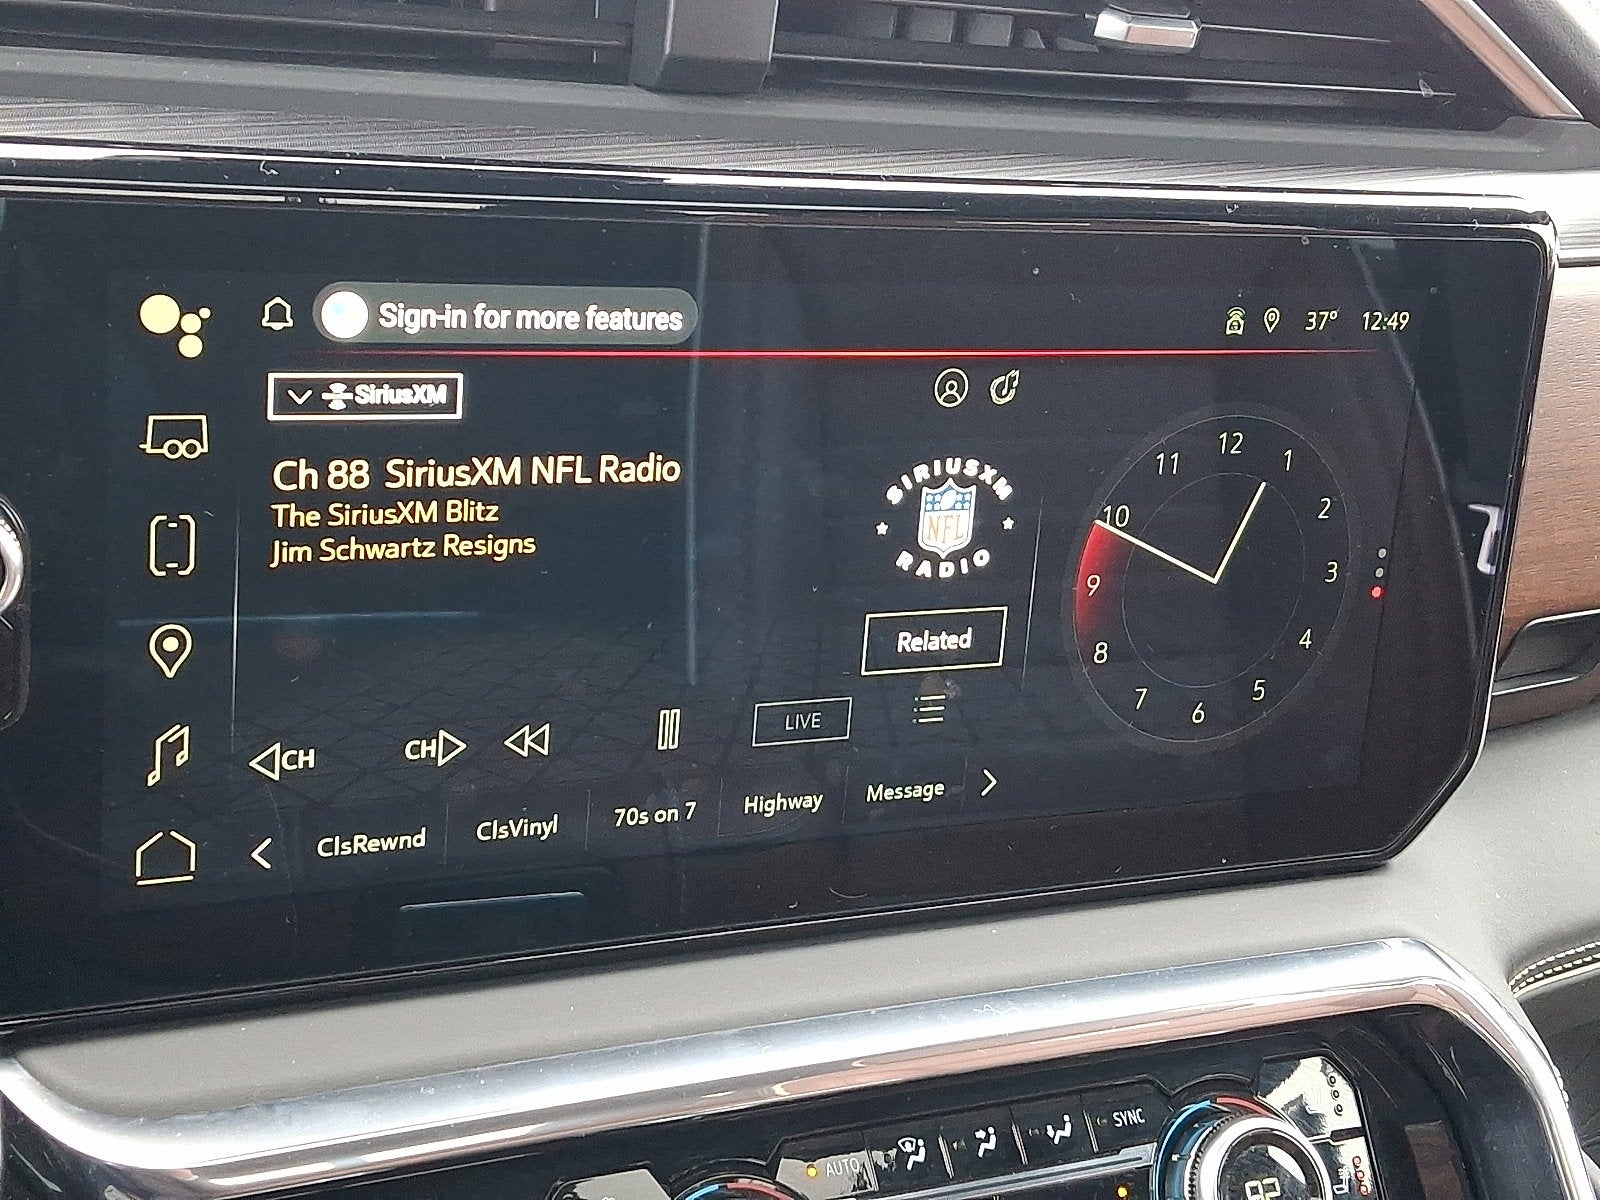 Sign-in for more features
37° 12:49
SiriusXM
Ch 88 SiriusXM NFL Radio
The SiriusXM Blitz
Jim Schwartz Resigns
SIRIUSXM
NFL
RADIO
Related
12
1
2
3
4
5
6
7
8
9
10
11
CH
CH
LIVE
ClsRewnd
ClsVinyl
70s on 7
Highway
Message
AUTO
SYNC